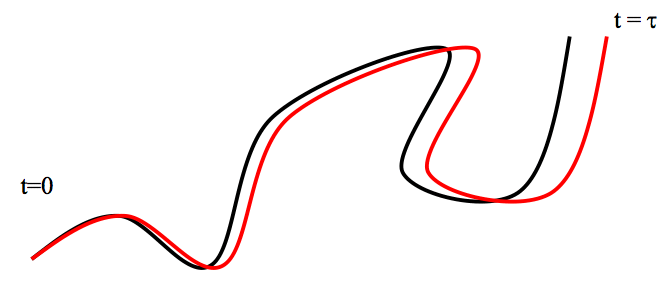 t = τ
t=0